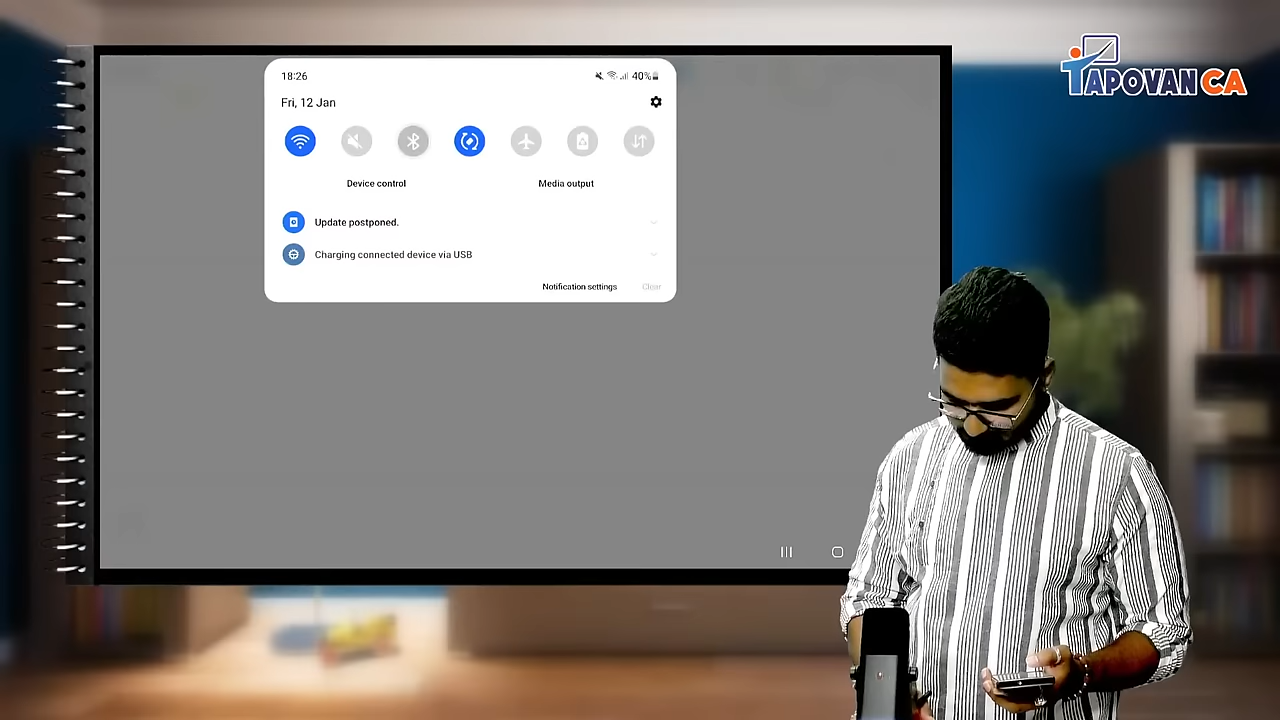 TAPOVAN CA
18:26
40%
Fri, 12 Jan
Device control
Media output
Update postponed.
Charging connected device via USB
Notification settings
Clear